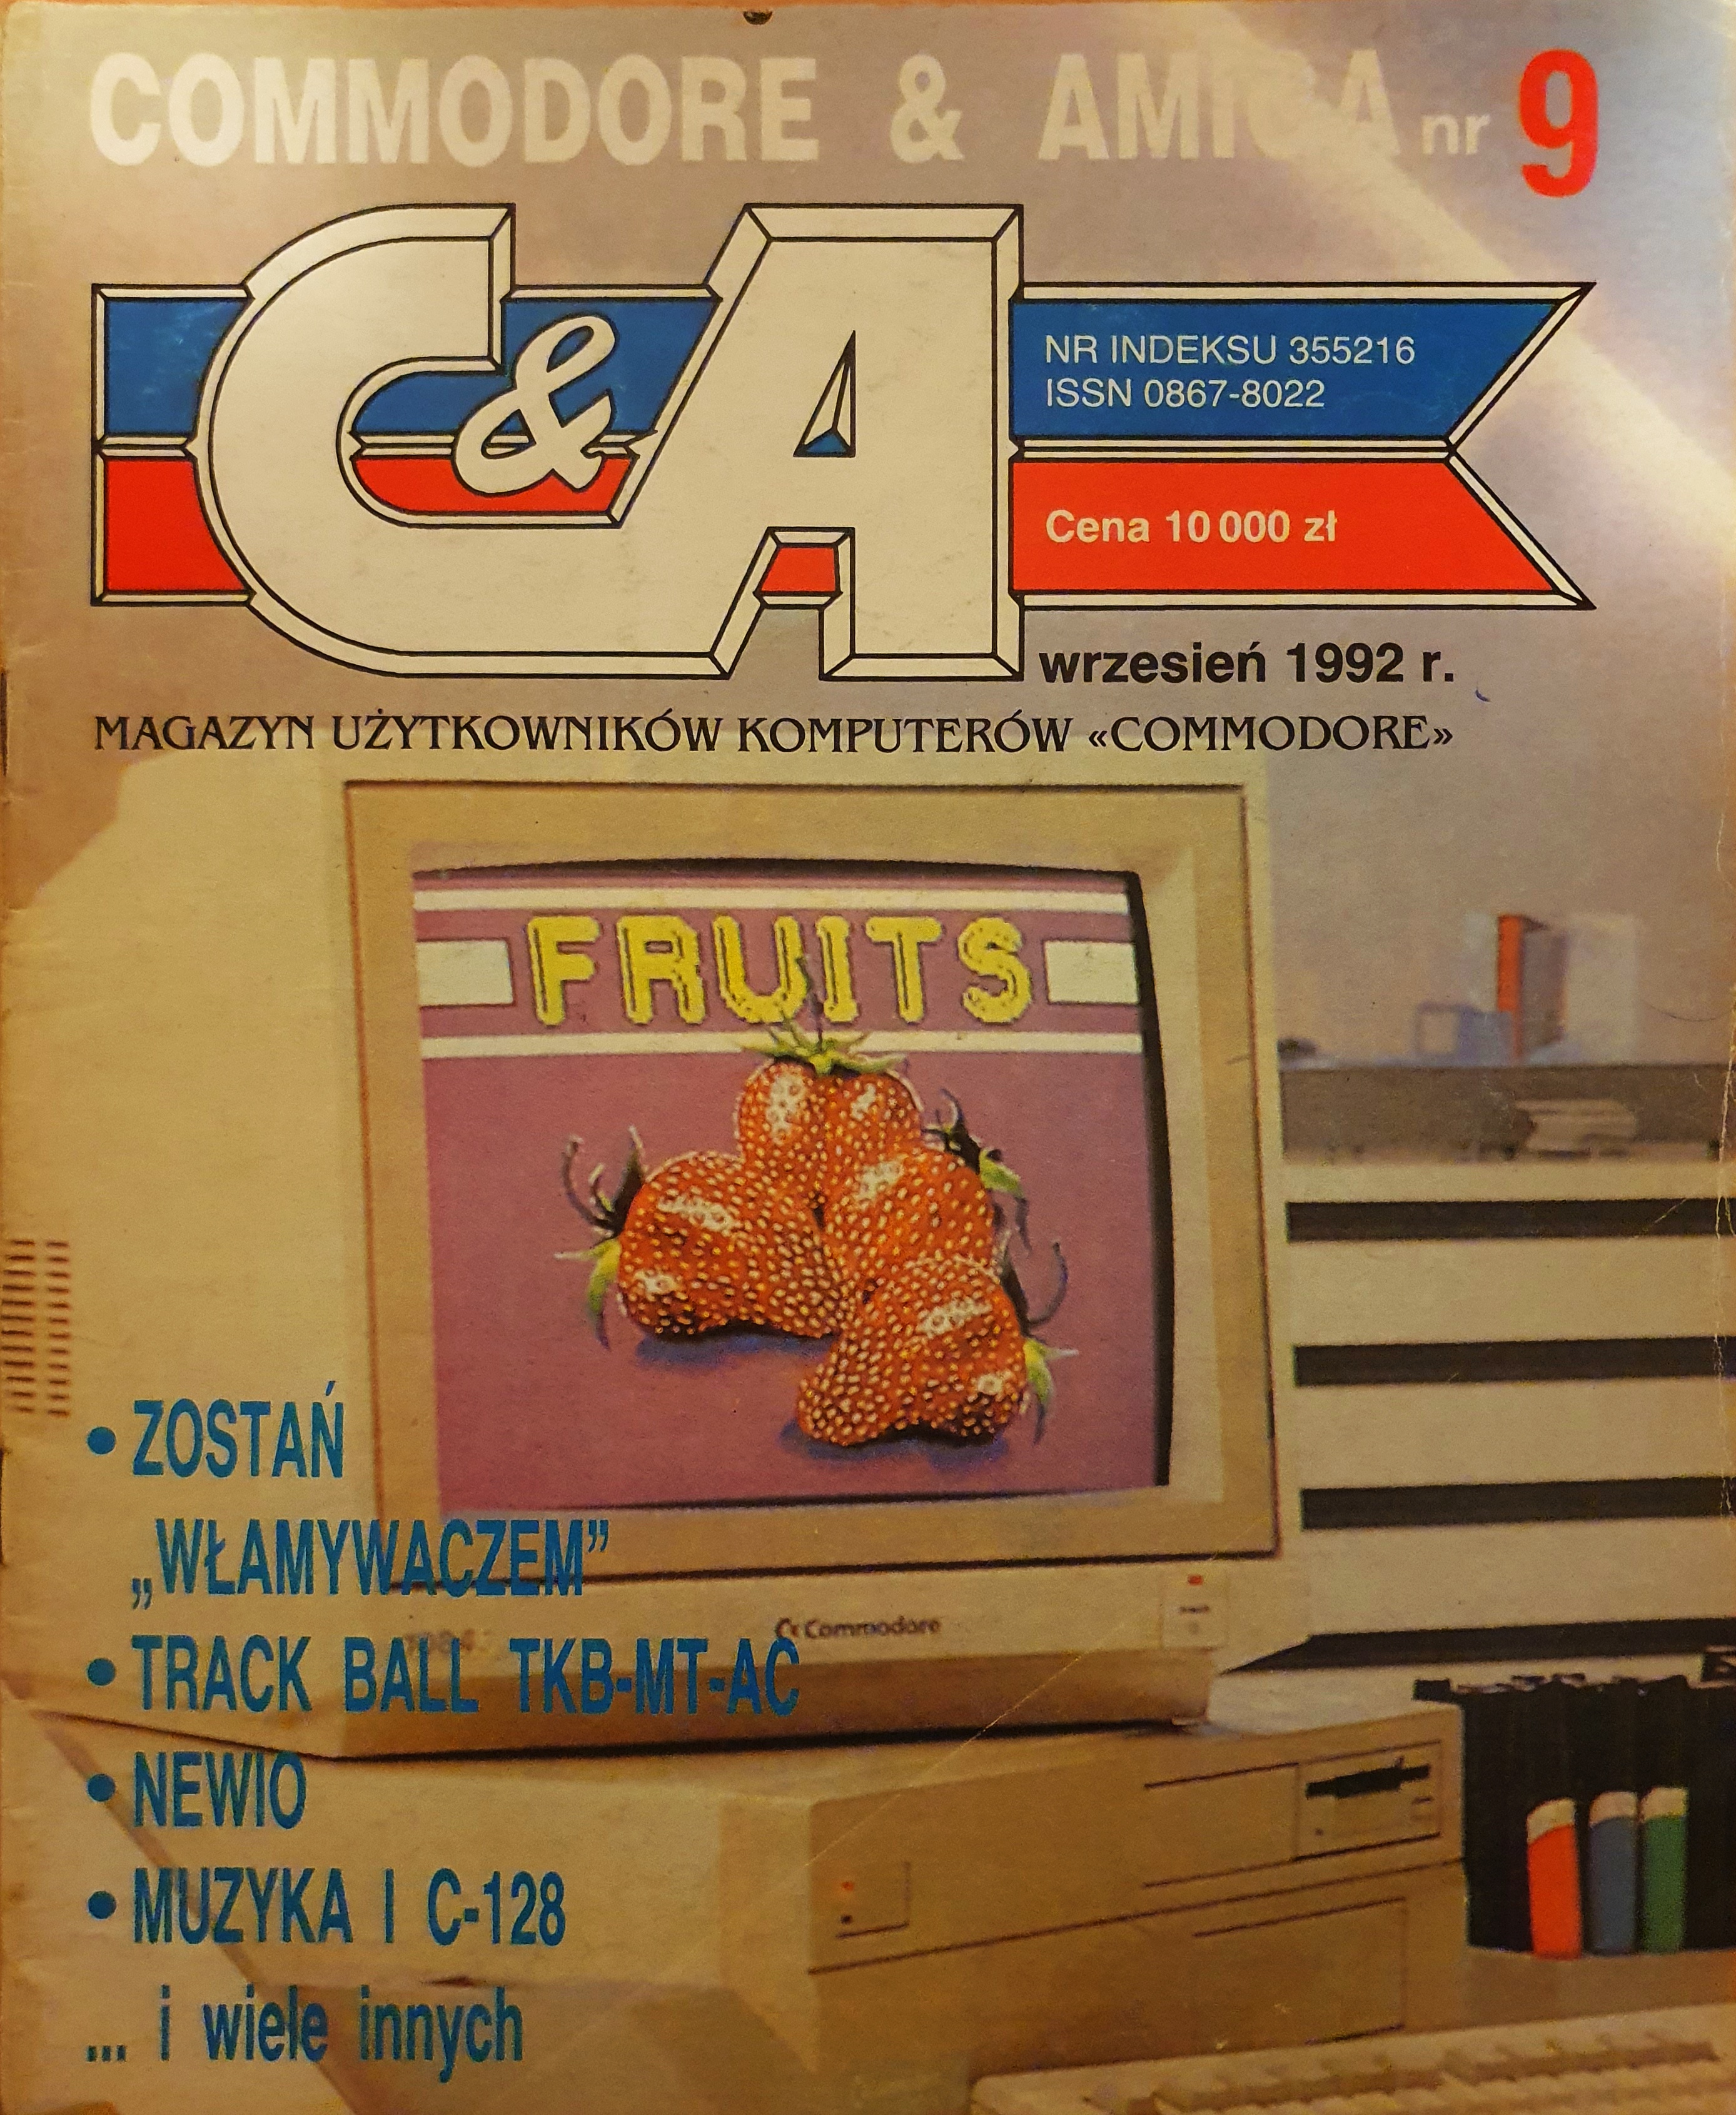 COMMODORE & AMIGA nr 9
C&A
NR INDEKSU 355216
ISSN 0867-8022
Cena 10 000 zł
wrzesień 1992 r.
MAGAZYN UŻYTKOWNIKÓW KOMPUTERÓW «COMMODORE»
FRUITS
• ZOSTAŃ
„WŁAMYWACZEM”
Commodore
• TRACK BALL TKB-MT-AC
• NEWIO
• MUZYKA I C-128
... i wiele innych